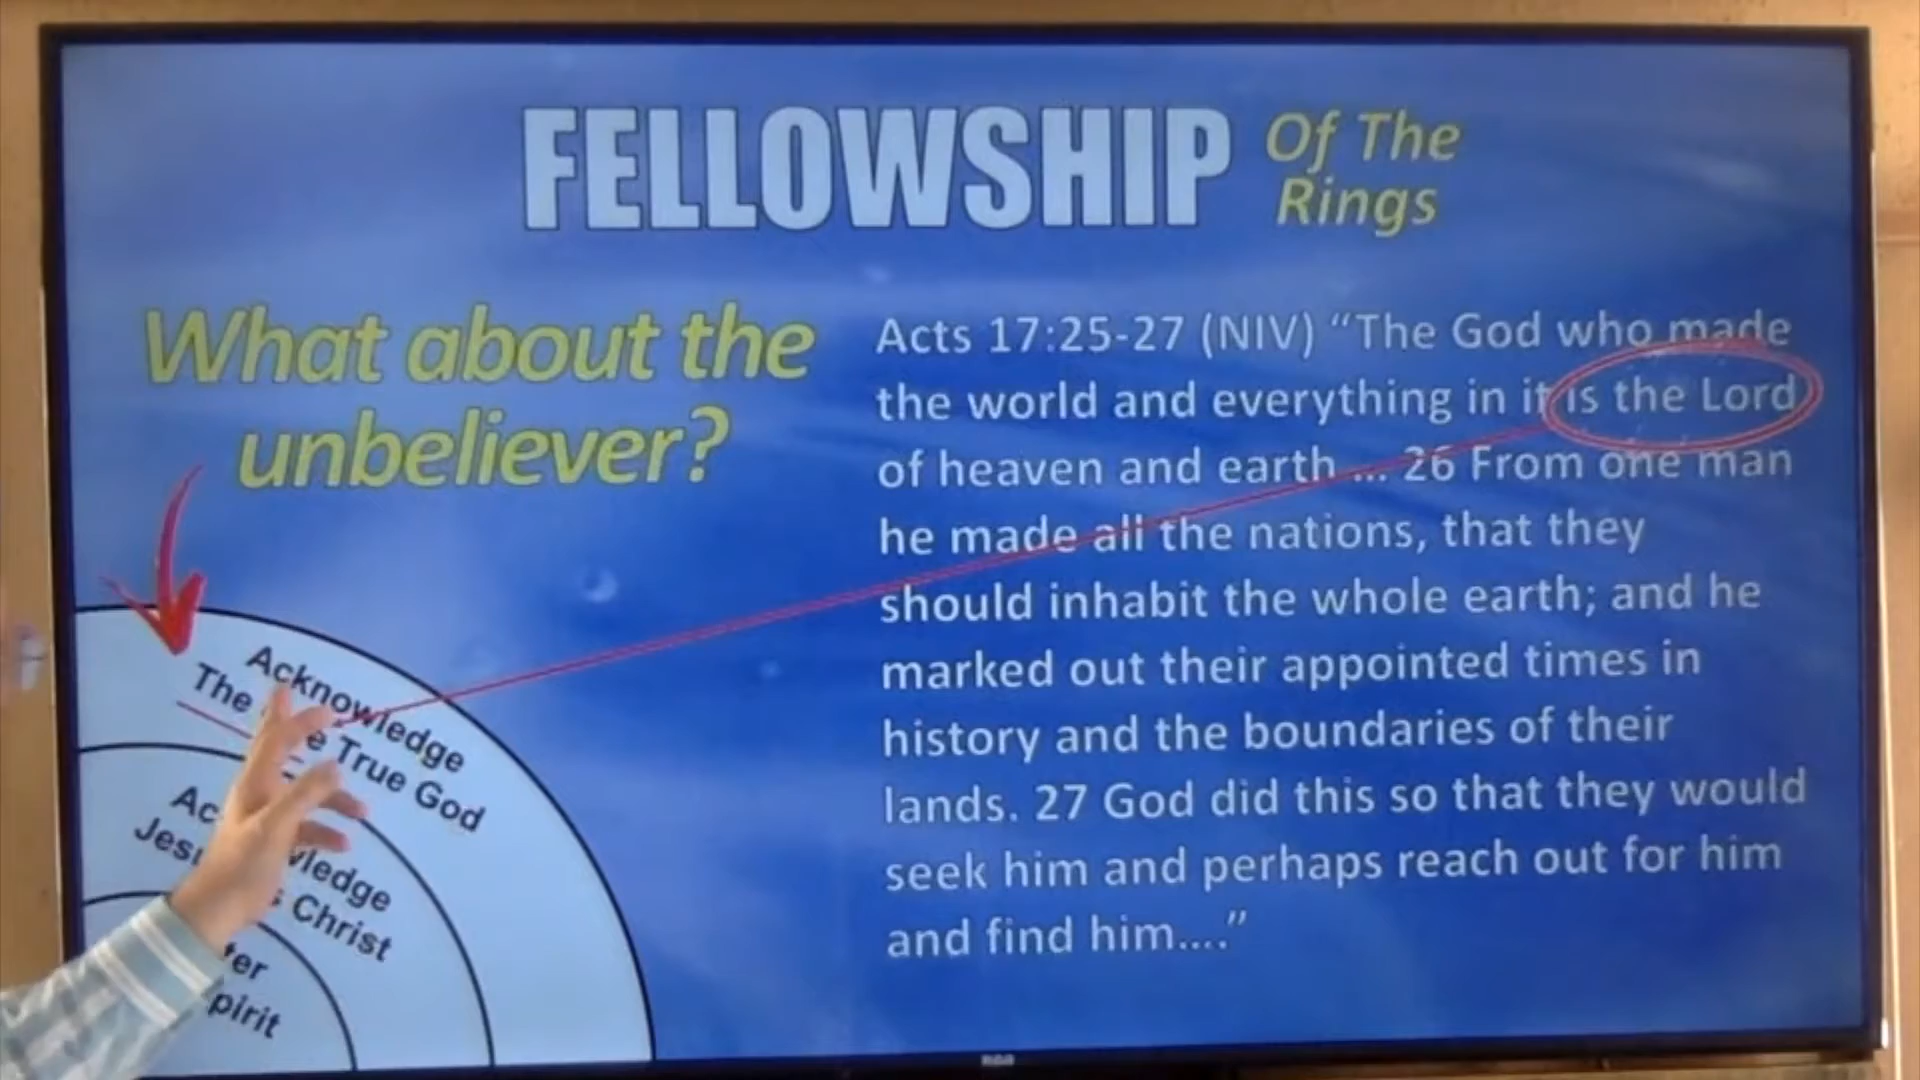 FELLOWSHIP Of The
Rings
What about the
unbeliever?
Acts 17:25-27 (NIV) “The God who made
the world and everything in it is the Lord
of heaven and earth ... 26 From one man
he made all the nations, that they
should inhabit the whole earth; and he
marked out their appointed times in
history and the boundaries of their
lands. 27 God did this so that they would
seek him and perhaps reach out for him
and find him....”
Acknowledge
The True God
Christ
RCA